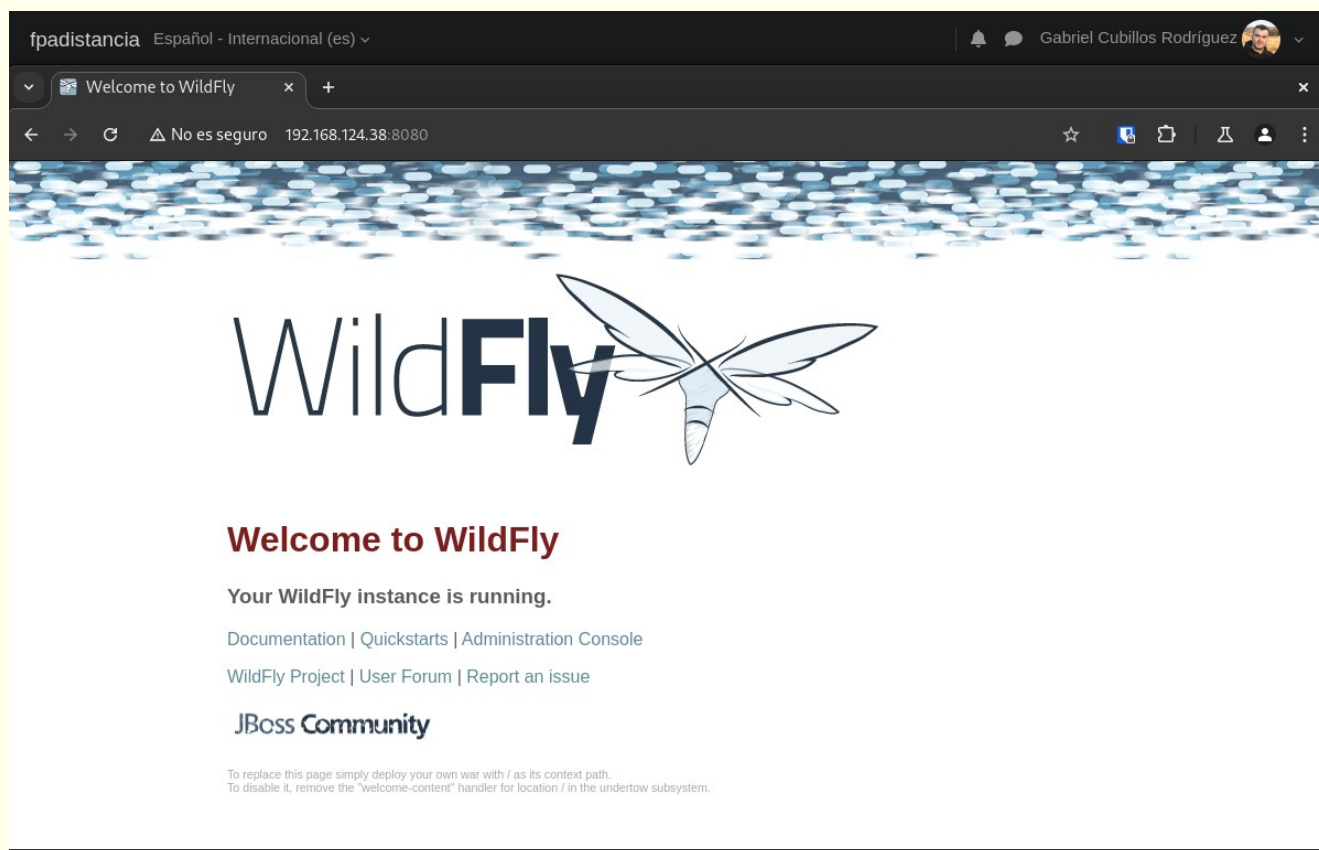 fpadistancia Español - Internacional (es) Gabriel Cubillos Rodríguez
Welcome to WildFly
No es seguro 192.168.124.38:8080
WildFly
Welcome to WildFly
Your WildFly instance is running.
Documentation | Quickstarts | Administration Console
WildFly Project | User Forum | Report an issue
JBoss Community
To replace this page simply deploy your own war with / as its context path.
To disable it, remove the "welcome-content" handler for location / in the undertow subsystem.